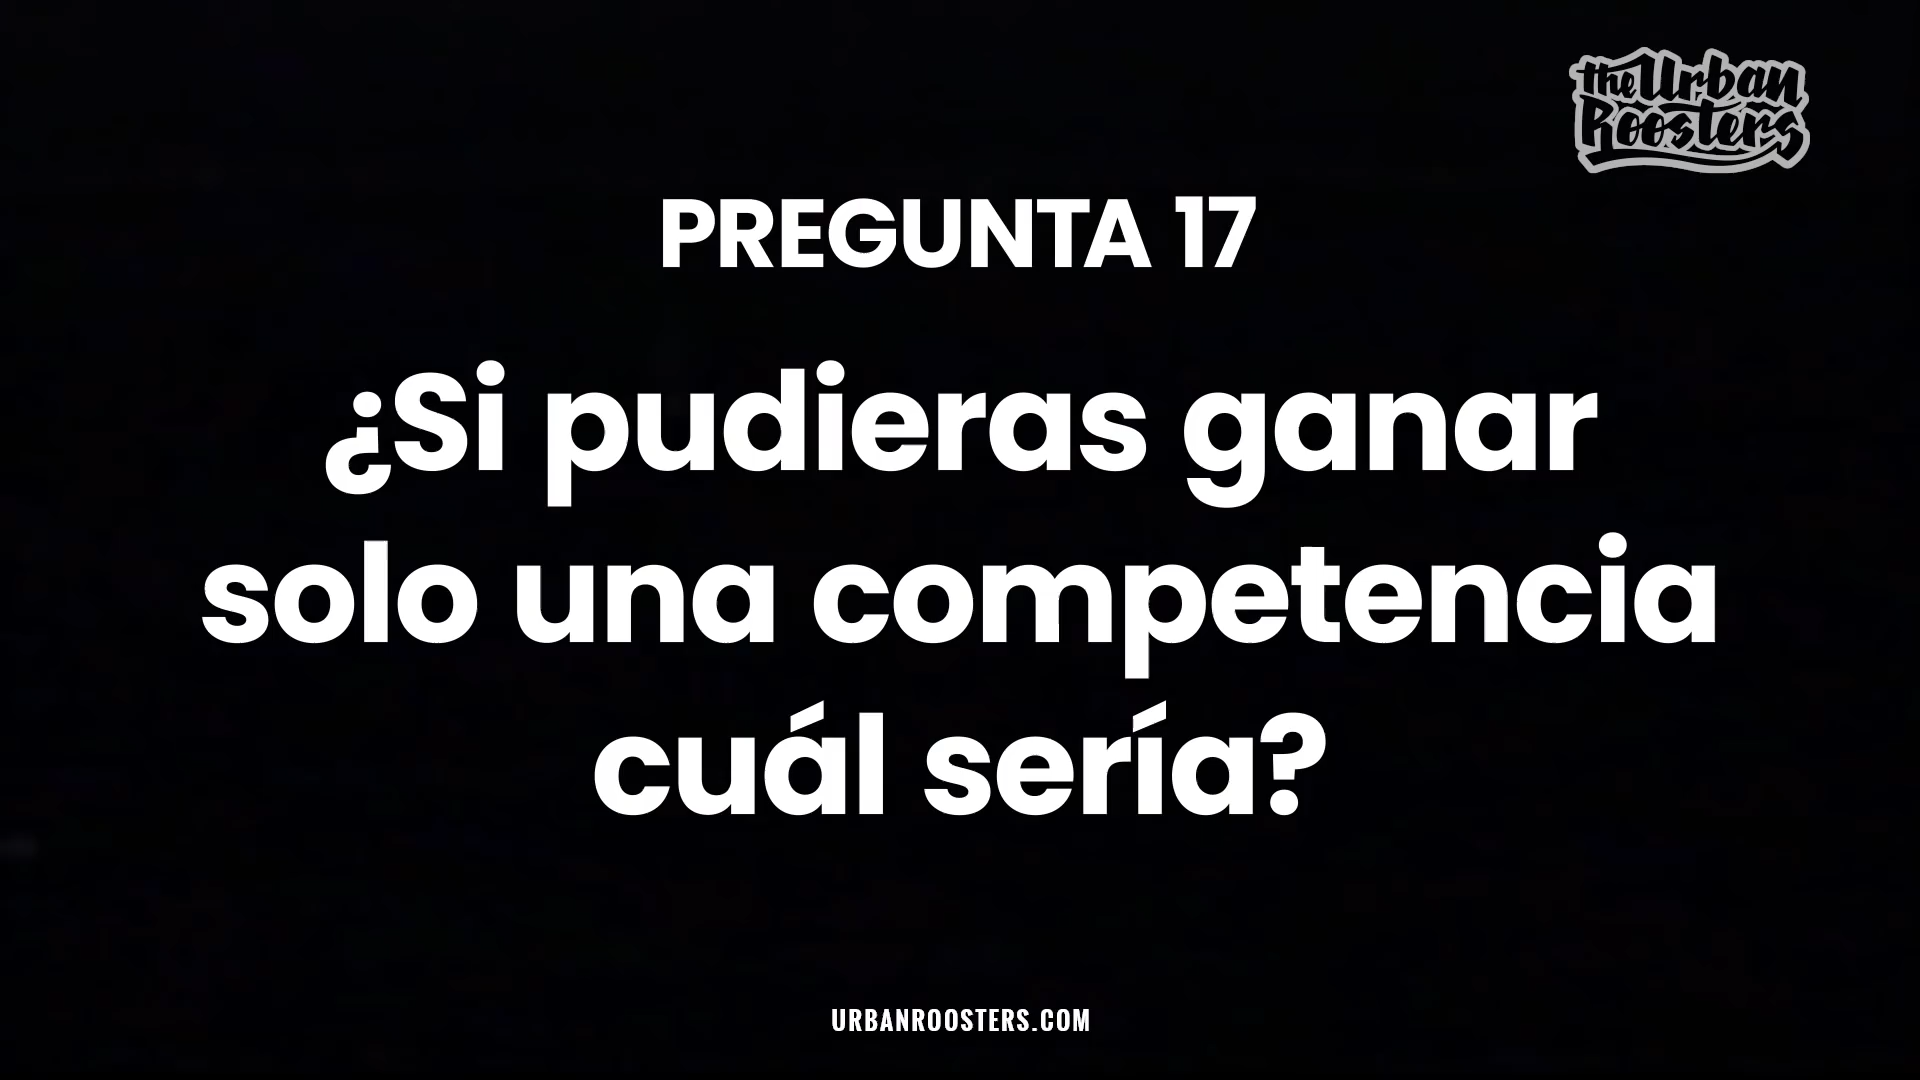 the Urban
Roosters
PREGUNTA 17
¿Si pudieras ganar
solo una competencia
cuál sería?
URBANROOSTERS.COM